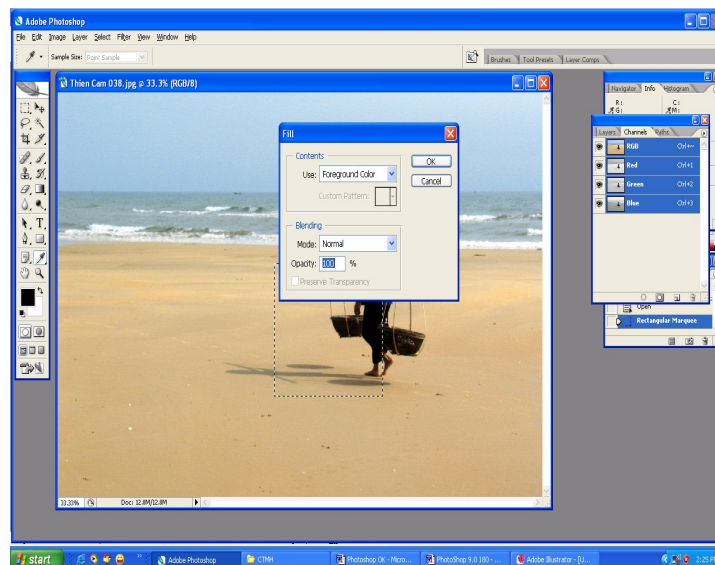 Adobe Photoshop
File Edit Image Layer Select Filter View Window Help
Sample Size: Point Sample
Brushes Tool Presets Layer Comps
Thien Cam 038.jpg @ 33.3% (RGB/8)
Navigator Info Histogram
R: C:
G: M:
Layers Channels Paths
RGB Ctrl+~
Red Ctrl+1
Green Ctrl+2
Blue Ctrl+3
Fill
Contents
Use: Foreground Color
Custom Pattern:
OK
Cancel
Blending
Mode: Normal
Opacity: 100 %
Preserve Transparency
Open
Rectangular Marquee
33.33% Doc: 12.0M/12.0M
start Adobe Photoshop CTMH Photoshop OK - Micro... PhotoShop 9.0 180 - ... Adobe Illustrator - [U... 2:25 PM